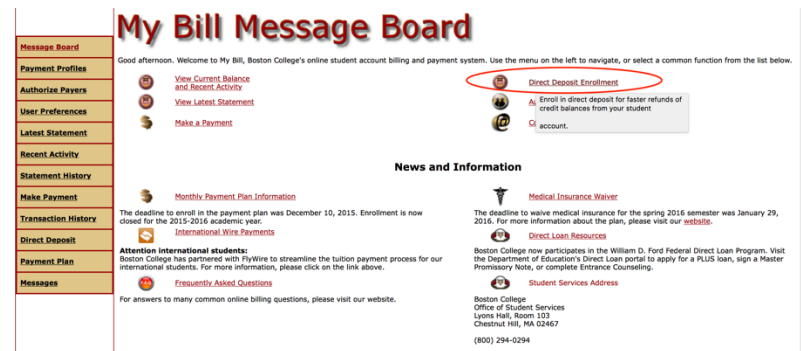 My Bill Message Board
Message Board
Payment Profiles
Authorize Payers
User Preferences
Latest Statement
Recent Activity
Statement History
Make Payment
Transaction History
Direct Deposit
Payment Plan
Messages
Good afternoon. Welcome to My Bill, Boston College's online student account billing and payment system. Use the menu on the left to navigate, or select a common function from the list below.
View Current Balance
and Recent Activity
View Latest Statement
Make a Payment
Direct Deposit Enrollment
Enroll in direct deposit for faster refunds of
credit balances from your student
account.
News and Information
Monthly Payment Plan Information
The deadline to enroll in the payment plan was December 10, 2015. Enrollment is now
closed for the 2015-2016 academic year.
International Wire Payments
Attention international students:
Boston College has partnered with FlyWire to streamline the tuition payment process for our
international students. For more information, please click on the link above.
Frequently Asked Questions
For answers to many common online billing questions, please visit our website.
Medical Insurance Waiver
The deadline to waive medical insurance for the spring 2016 semester was January 29,
2016. For more information about the plan, please visit our website.
Direct Loan Resources
Boston College now participates in the William D. Ford Federal Direct Loan Program. Visit
the Department of Education's Direct Loan portal to apply for a PLUS loan, sign a Master
Promissory Note, or complete Entrance Counseling.
Student Services Address
Boston College
Office of Student Services
Lyons Hall, Room 103
Chestnut Hill, MA 02467
(800) 294-0294